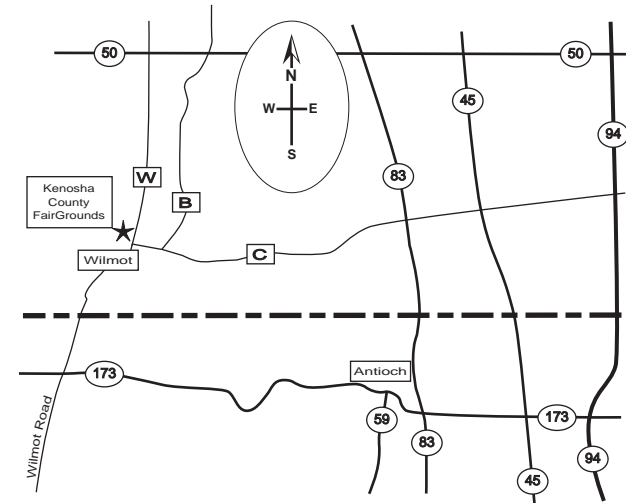 50
50
N
W E
S
45
94
83
W
B
Kenosha
County
FairGrounds
Wilmot
C
Antioch
173
59
83
173
94
45
Wilmot Road